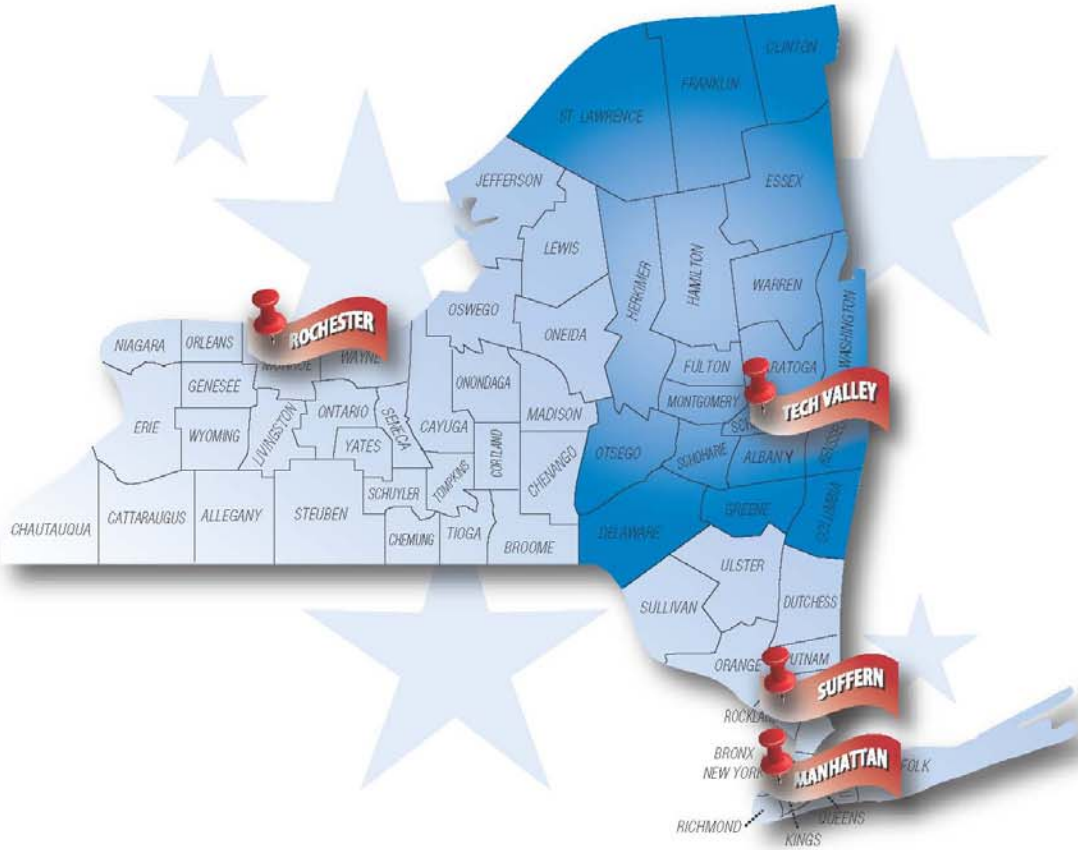 CLINTON
FRANKLIN
ST. LAWRENCE
JEFFERSON
ESSEX
LEWIS
HERKIMER
HAMILTON
WARREN
WASHINGTON
OSWEGO
ONEIDA
ROCHESTER
NIAGARA
ORLEANS
WAYNE
GENESEE
ONONDAGA
MADISON
FULTON
TECH VALLEY
MONTGOMERY
ERIE
WYOMING
LIVINGSTON
ONTARIO
YATES
SENECA
CAYUGA
CORTLAND
CHENANGO
OTSEGO
SCHOHARIE
ALBANY
SCHUYLER
TOMPKINS
CHAUTAUQUA
CATTARAUGUS
ALLEGANY
STEUBEN
CHEMUNG
TIOGA
BROOME
DELAWARE
GREENE
COLUMBIA
ULSTER
SULLIVAN
DUTCHESS
ORANGE
SUFFERN
BRONX
NEW YORK
MANHATTAN
RICHMOND
QUEENS
KINGS